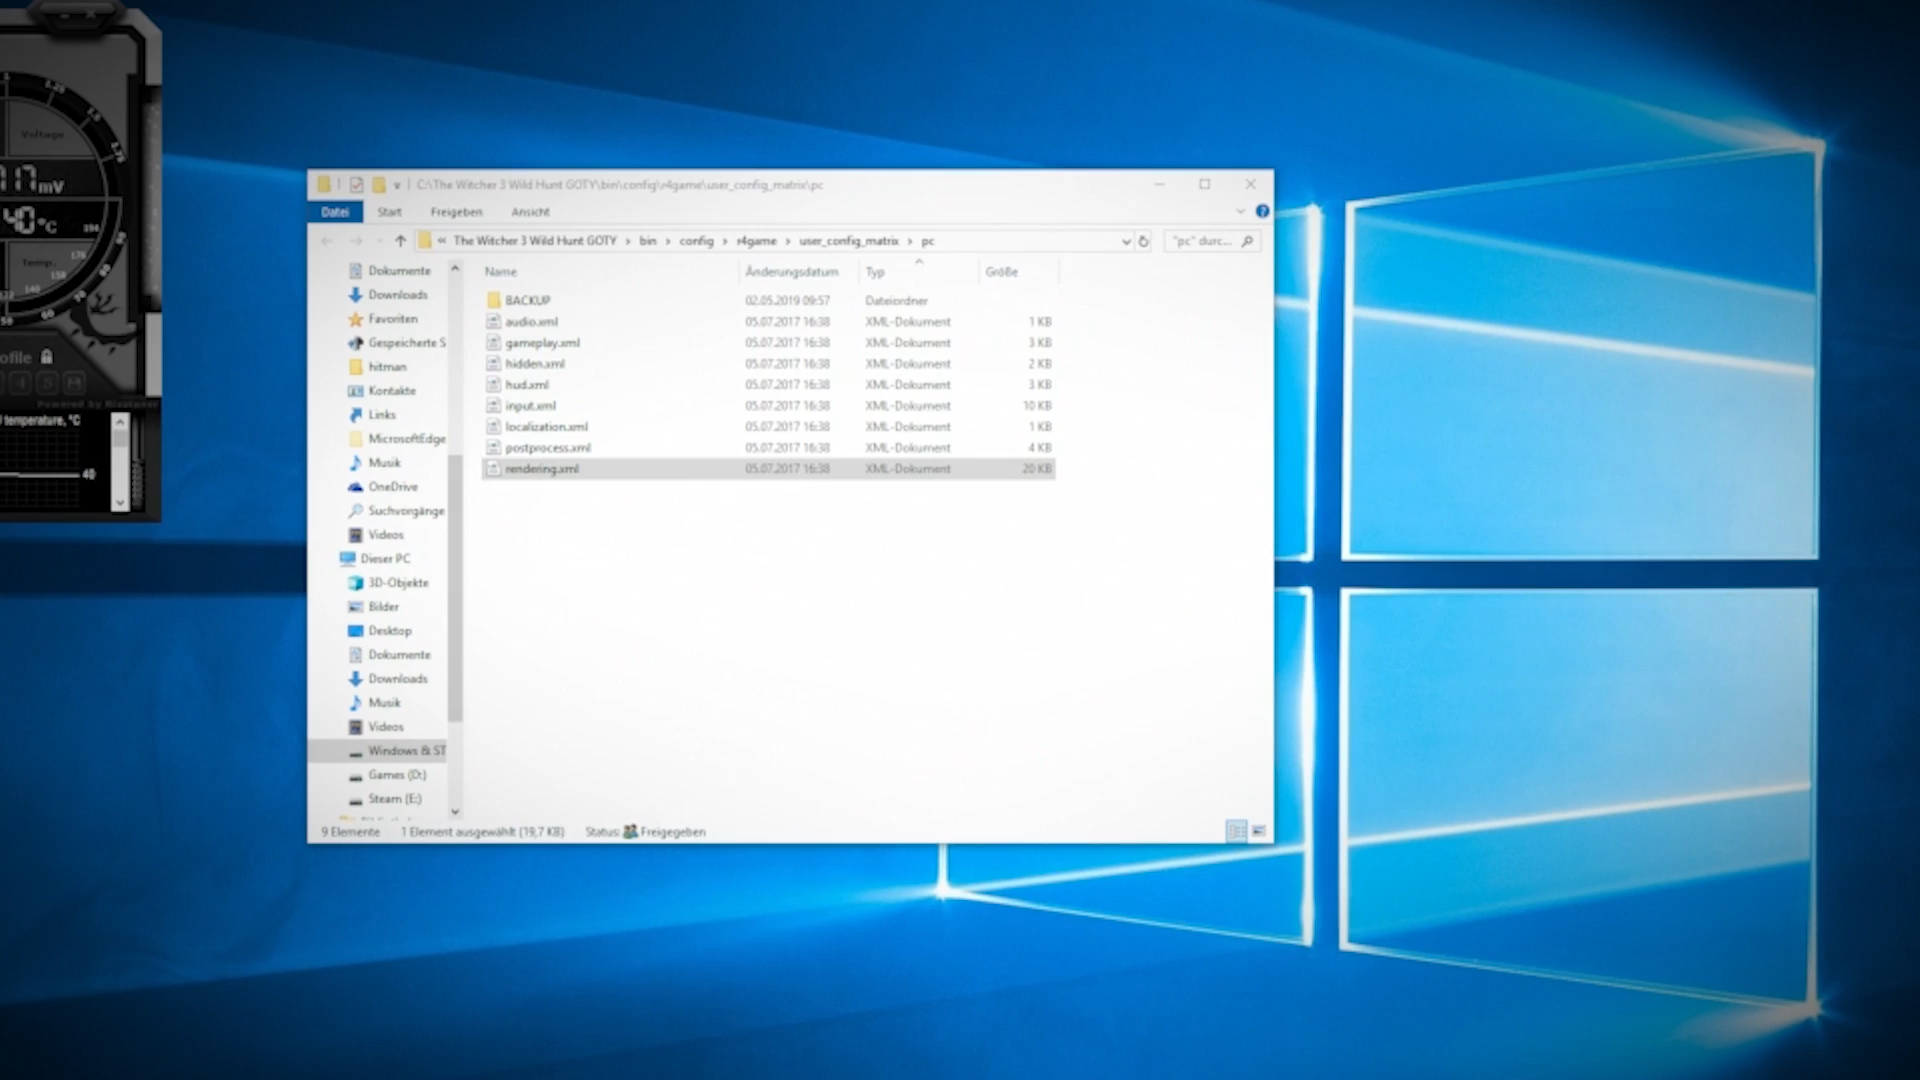 C:\The Witcher 3 Wild Hunt GOTY\bin\config\r4game\user_config_matrix\pc
Datei Start Freigeben Ansicht
« The Witcher 3 Wild Hunt GOTY › bin › config › r4game › user_config_matrix › pc
"pc" durc...
Name Änderungsdatum Typ Größe
BACKUP 02.05.2019 09:57 Dateiordner
audio.xml 05.07.2017 16:38 XML-Dokument 1 KB
gameplay.xml 05.07.2017 16:38 XML-Dokument 3 KB
hidden.xml 05.07.2017 16:38 XML-Dokument 2 KB
hud.xml 05.07.2017 16:38 XML-Dokument 3 KB
input.xml 05.07.2017 16:38 XML-Dokument 10 KB
localization.xml 05.07.2017 16:38 XML-Dokument 1 KB
postprocess.xml 05.07.2017 16:38 XML-Dokument 4 KB
rendering.xml 05.07.2017 16:38 XML-Dokument 20 KB
Dokumente
Downloads
Favoriten
Gespeicherte S
hitman
Kontakte
Links
MicrosoftEdge
Musik
OneDrive
Suchvorgänge
Videos
Dieser PC
3D-Objekte
Bilder
Desktop
Dokumente
Downloads
Musik
Videos
Windows & ST
Games (D:)
Steam (E:)
9 Elemente 1 Element ausgewählt (19,7 KB) Status: Freigegeben
Voltage
mV
40 °C
Temp.
ofile
temperature, °C
40